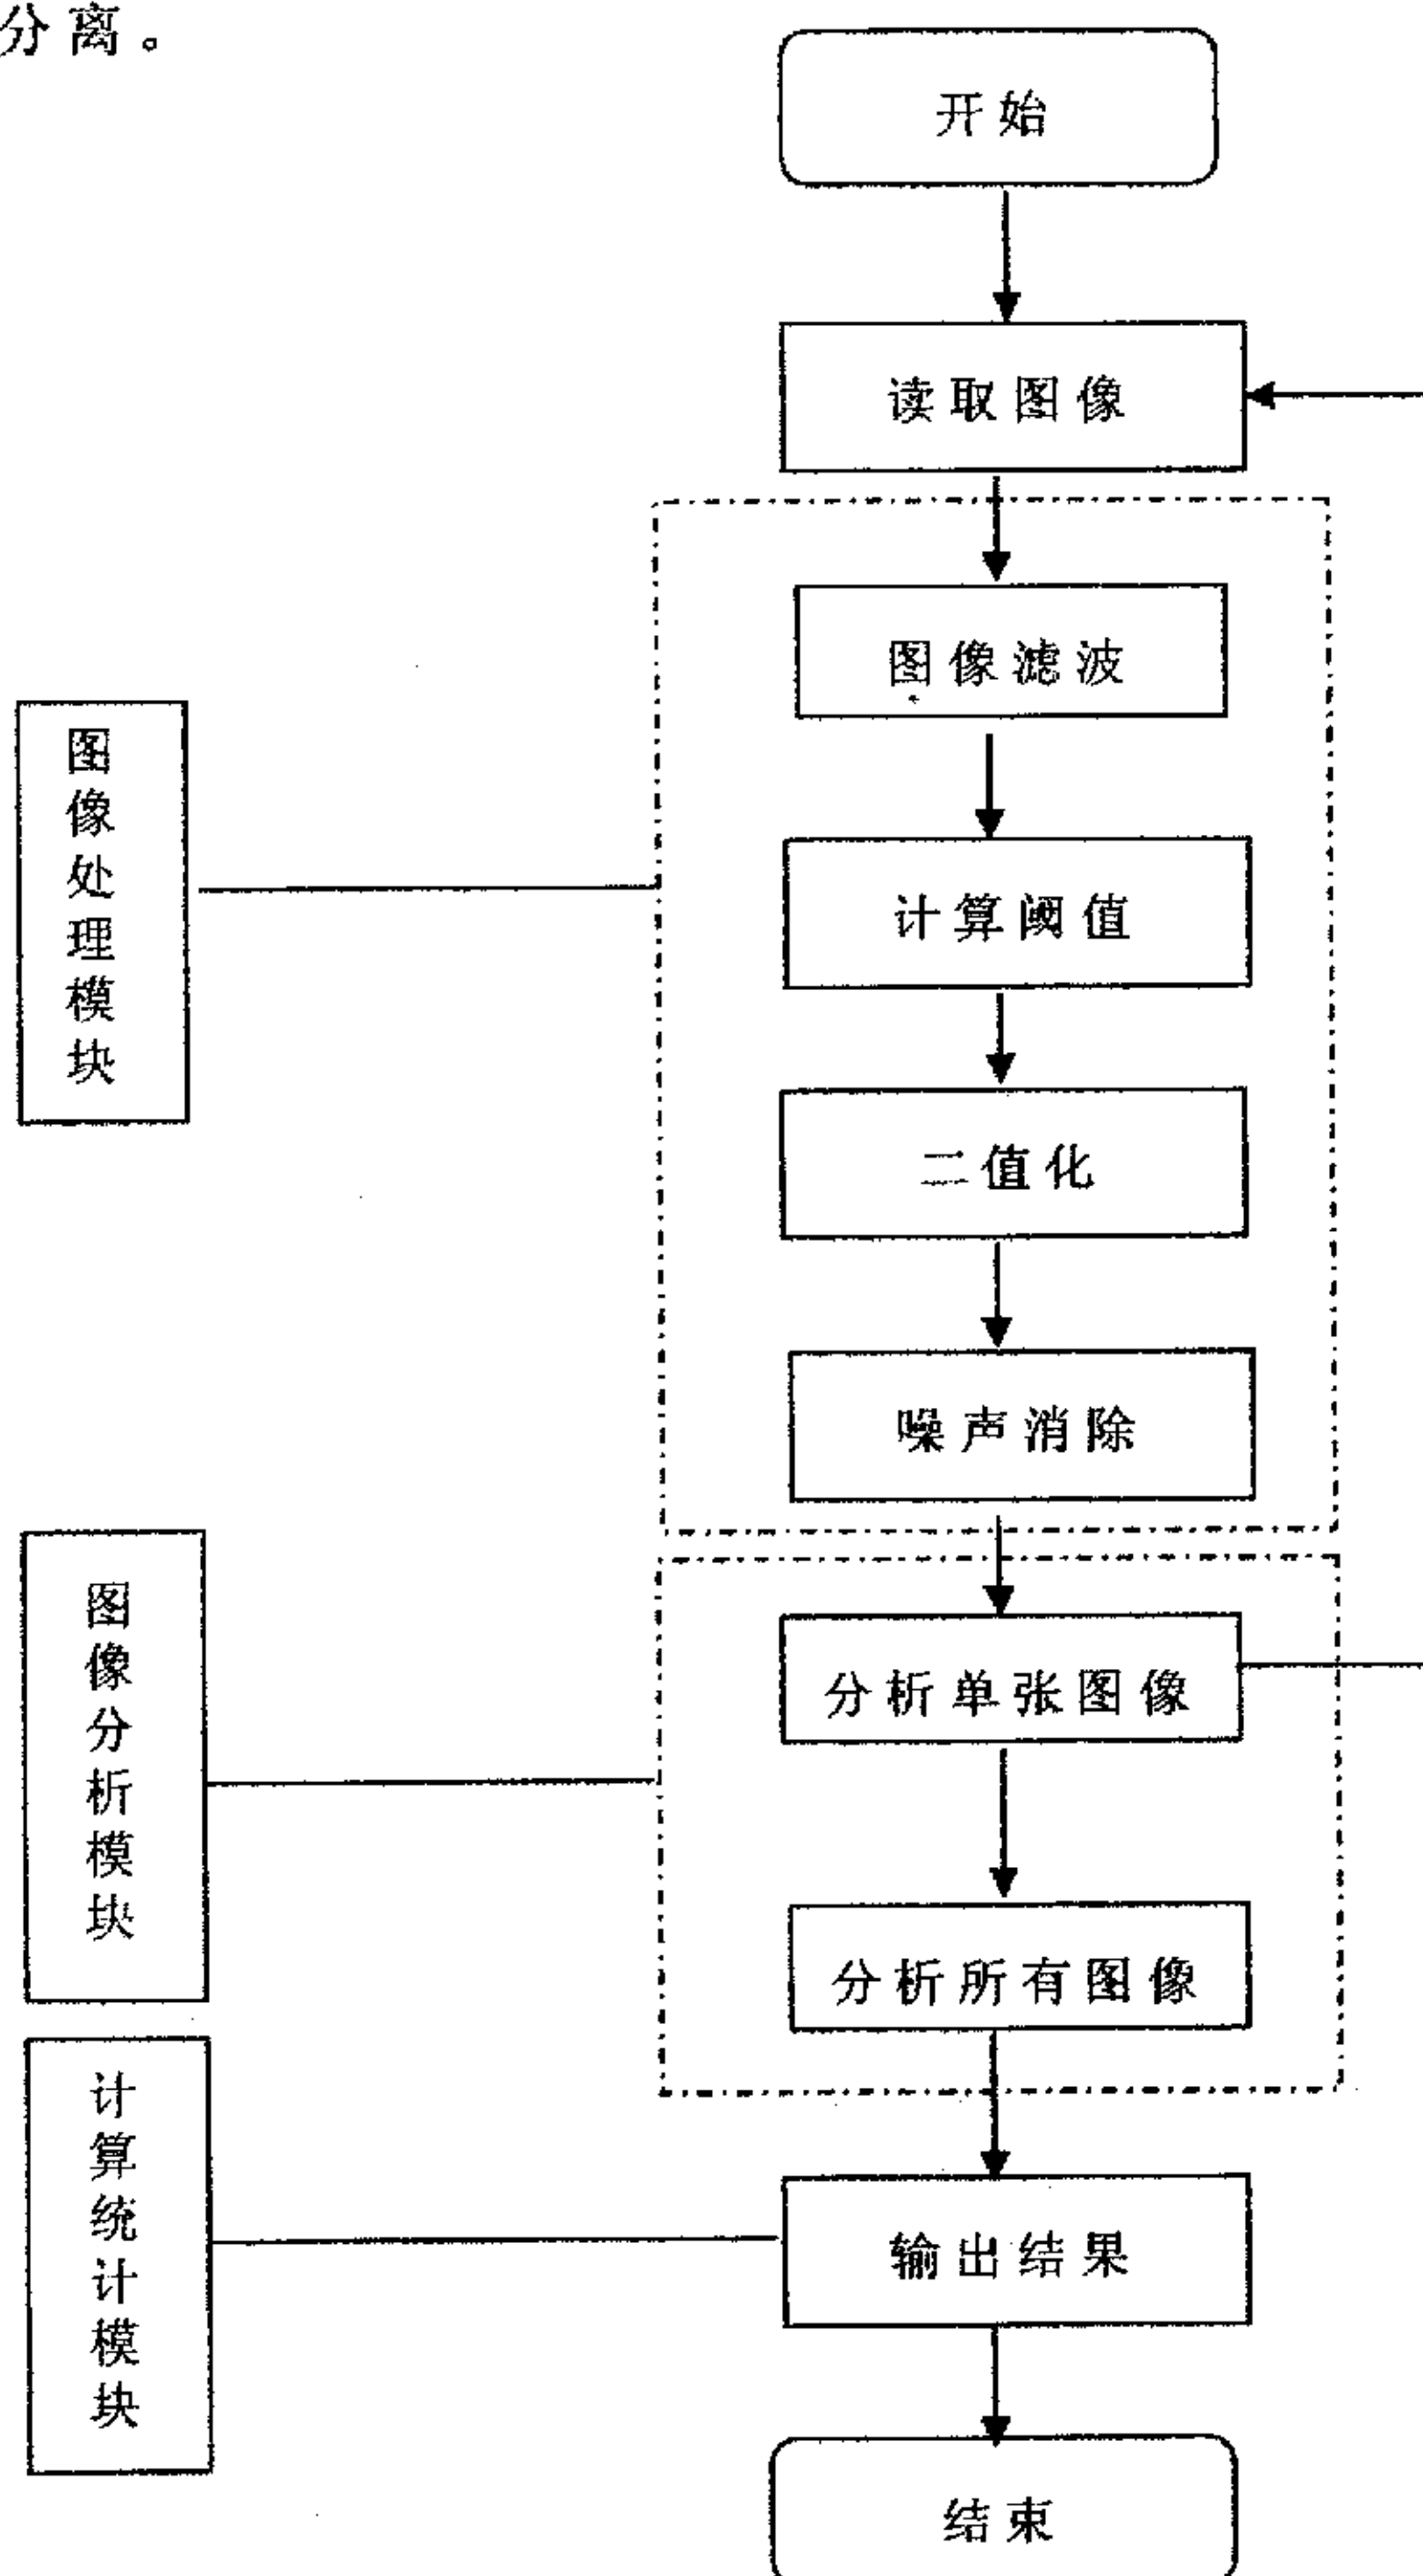 分离。
开始
读取图像
图像滤波
计算阈值
二值化
噪声消除
分析单张图像
分析所有图像
输出结果
结束
图像处理模块
图像分析模块
计算统计模块